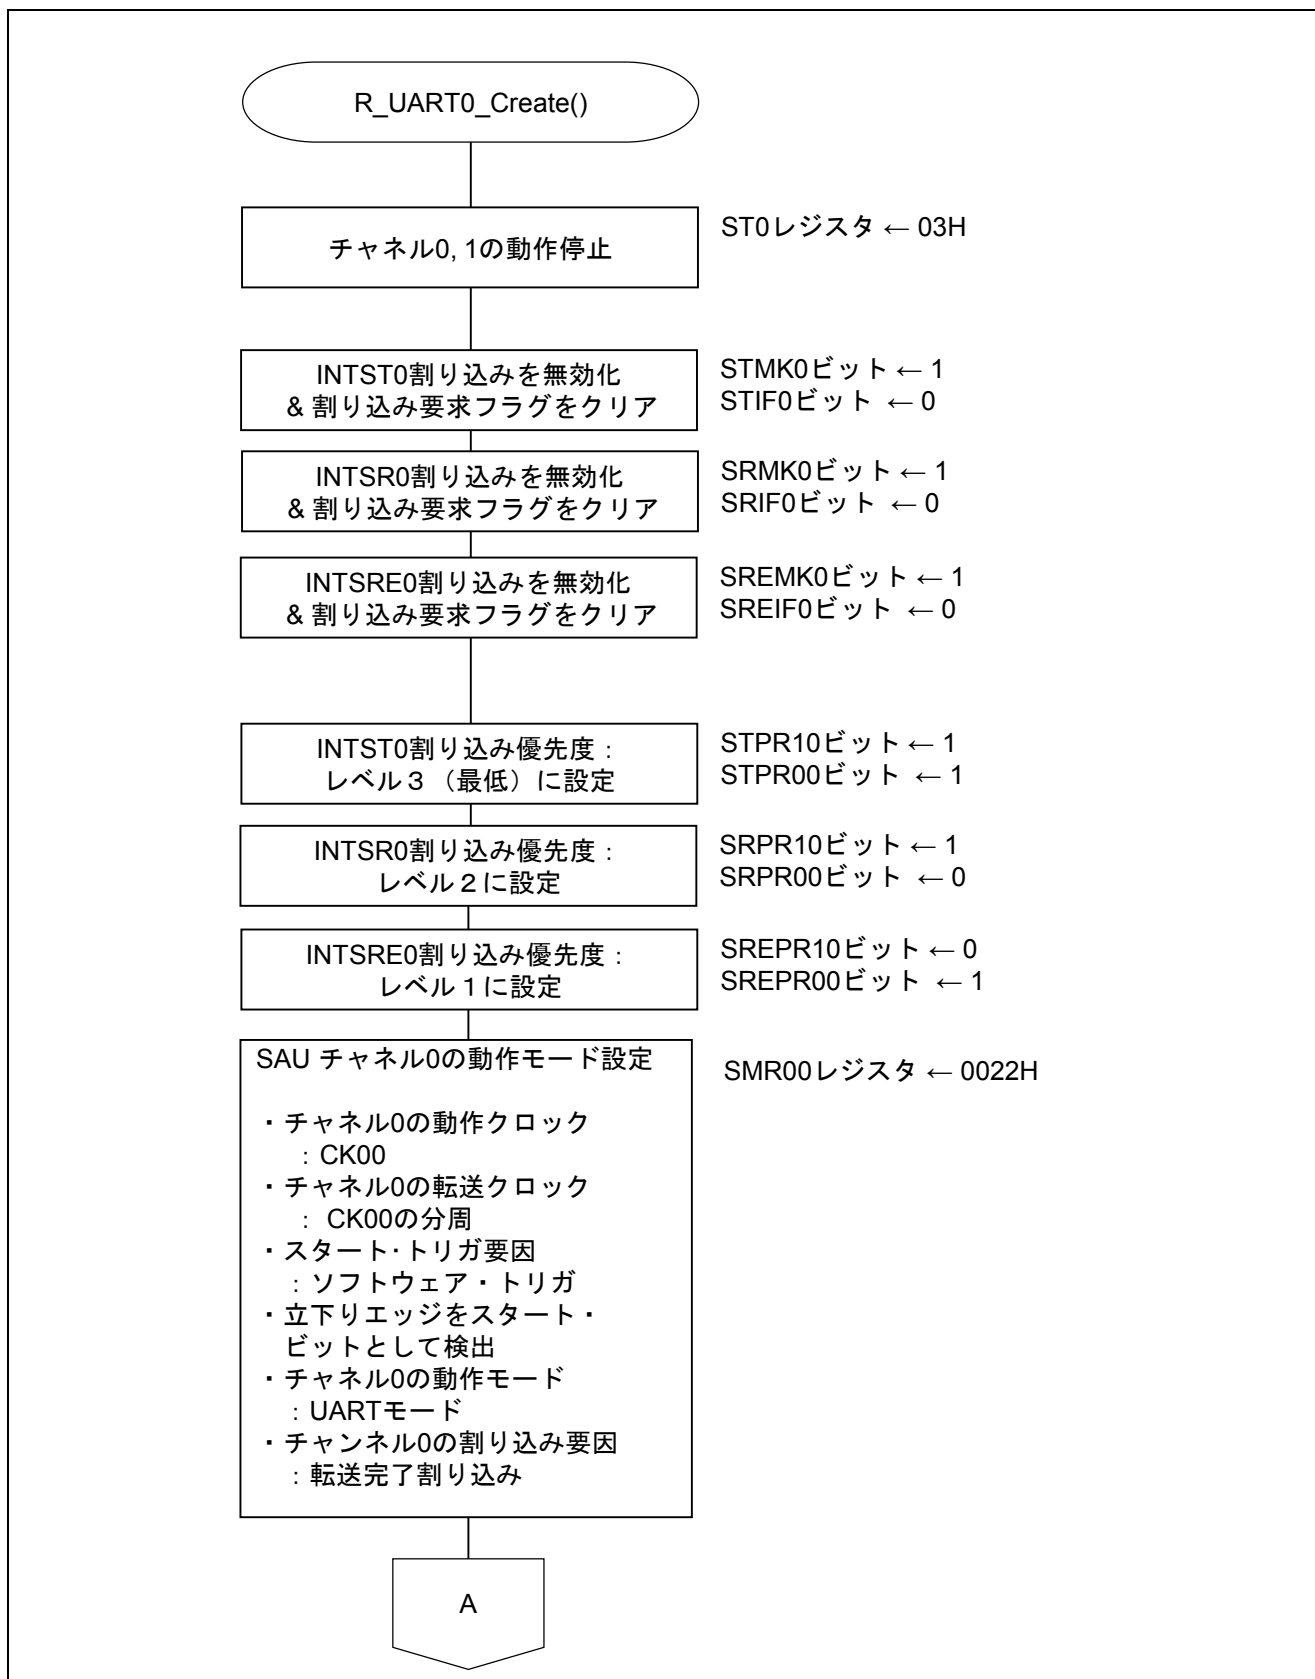 R_UART0_Create()
チャネル0, 1の動作停止
ST0レジスタ ← 03H
INTST0割り込みを無効化
& 割り込み要求フラグをクリア
STMK0ビット ← 1
STIF0ビット ← 0
INTSR0割り込みを無効化
& 割り込み要求フラグをクリア
SRMK0ビット ← 1
SRIF0ビット ← 0
INTSRE0割り込みを無効化
& 割り込み要求フラグをクリア
SREMK0ビット ← 1
SREIF0ビット ← 0
INTST0割り込み優先度：
レベル３（最低）に設定
STPR10ビット ← 1
STPR00ビット ← 1
INTSR0割り込み優先度：
レベル２に設定
SRPR10ビット ← 1
SRPR00ビット ← 0
INTSRE0割り込み優先度：
レベル１に設定
SREPR10ビット ← 0
SREPR00ビット ← 1
SAU チャネル0の動作モード設定
SMR00レジスタ ← 0022H
・チャネル0の動作クロック
：CK00
・チャネル0の転送クロック
： CK00の分周
・スタート･トリガ要因
：ソフトウェア・トリガ
・立下りエッジをスタート・
ビットとして検出
・チャネル0の動作モード
：UARTモード
・チャンネル0の割り込み要因
：転送完了割り込み
A